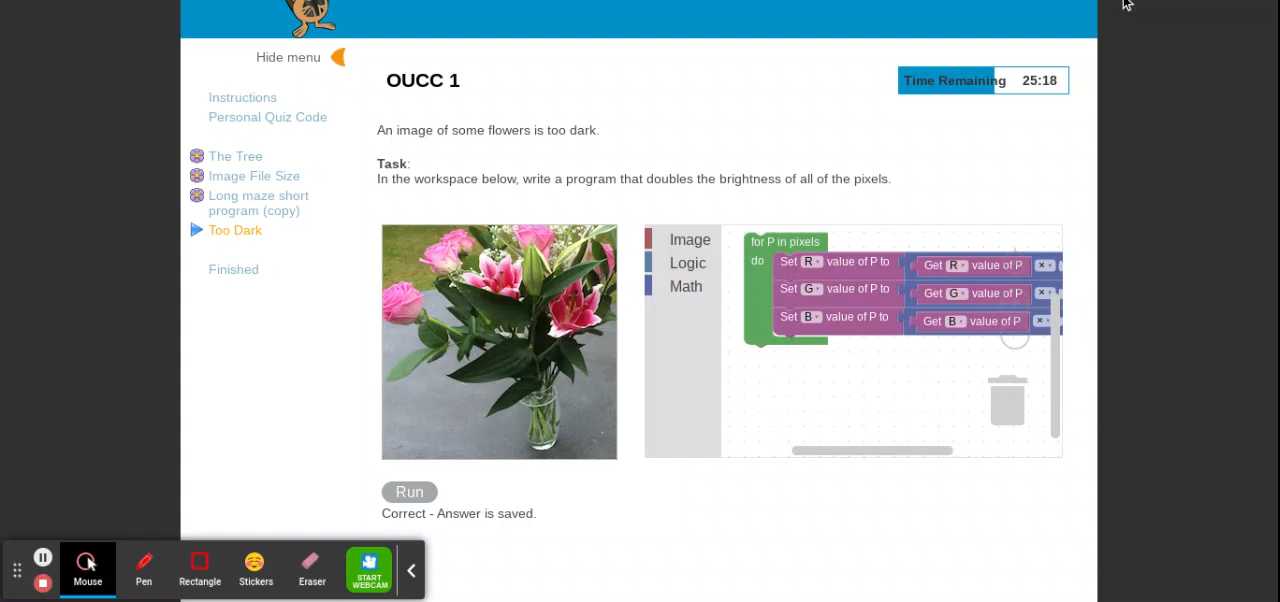 Hide menu
OUCC 1
Time Remaining 25:18
Instructions
Personal Quiz Code
An image of some flowers is too dark.
The Tree
Task:
Image File Size
In the workspace below, write a program that doubles the brightness of all of the pixels.
Long maze short
program (copy)
Too Dark
Finished
Image
Logic
Math
for P in pixels
do
Set R value of P to Get R value of P ×
Set G value of P to Get G value of P ×
Set B value of P to Get B value of P ×
Run
Correct - Answer is saved.
Mouse
Pen
Rectangle
Stickers
Eraser
START
WEBCAM